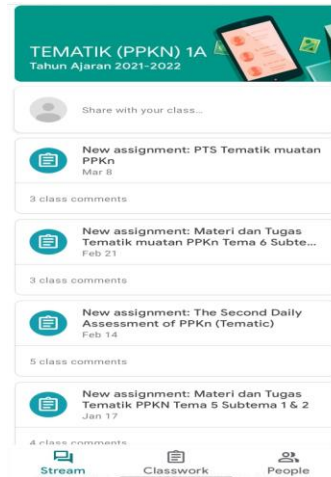 TEMATIK (PPKN) 1A
Tahun Ajaran 2021-2022
Share with your class...
New assignment: PTS Tematik muatan
PPKn
Mar 8
3 class comments
New assignment: Materi dan Tugas
Tematik muatan PPKn Tema 6 Subte...
Feb 21
3 class comments
New assignment: The Second Daily
Assessment of PPKn (Tematic)
Feb 14
5 class comments
New assignment: Materi dan Tugas
Tematik PPKN Tema 5 Subtema 1 & 2
Jan 17
4 class comments
Stream
Classwork
People